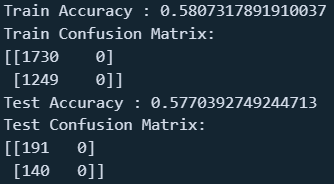 Train Accuracy : 0.5807317891910037
Train Confusion Matrix:
[[1730    0]
 [1249    0]]
Test Accuracy : 0.5770392749244713
Test Confusion Matrix:
[[191   0]
 [140   0]]